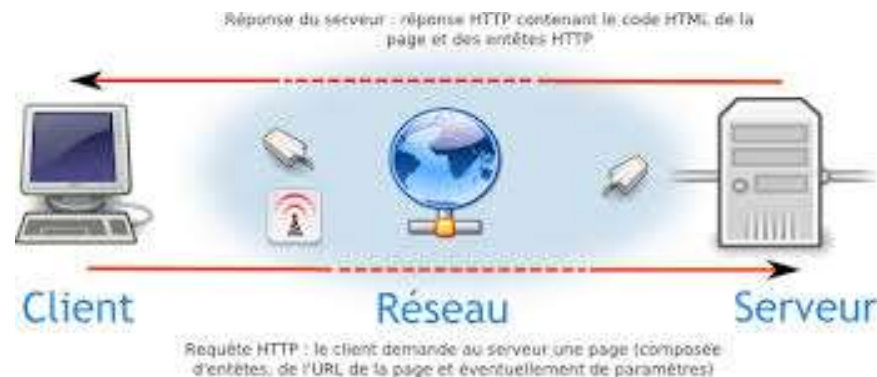 Réponse du serveur : réponse HTTP contenant le code HTML de la
page et des entêtes HTTP
Client
Réseau
Serveur
Requête HTTP : le client demande au serveur une page (composée
d'entêtes, de l'URL de la page et éventuellement de paramètres)